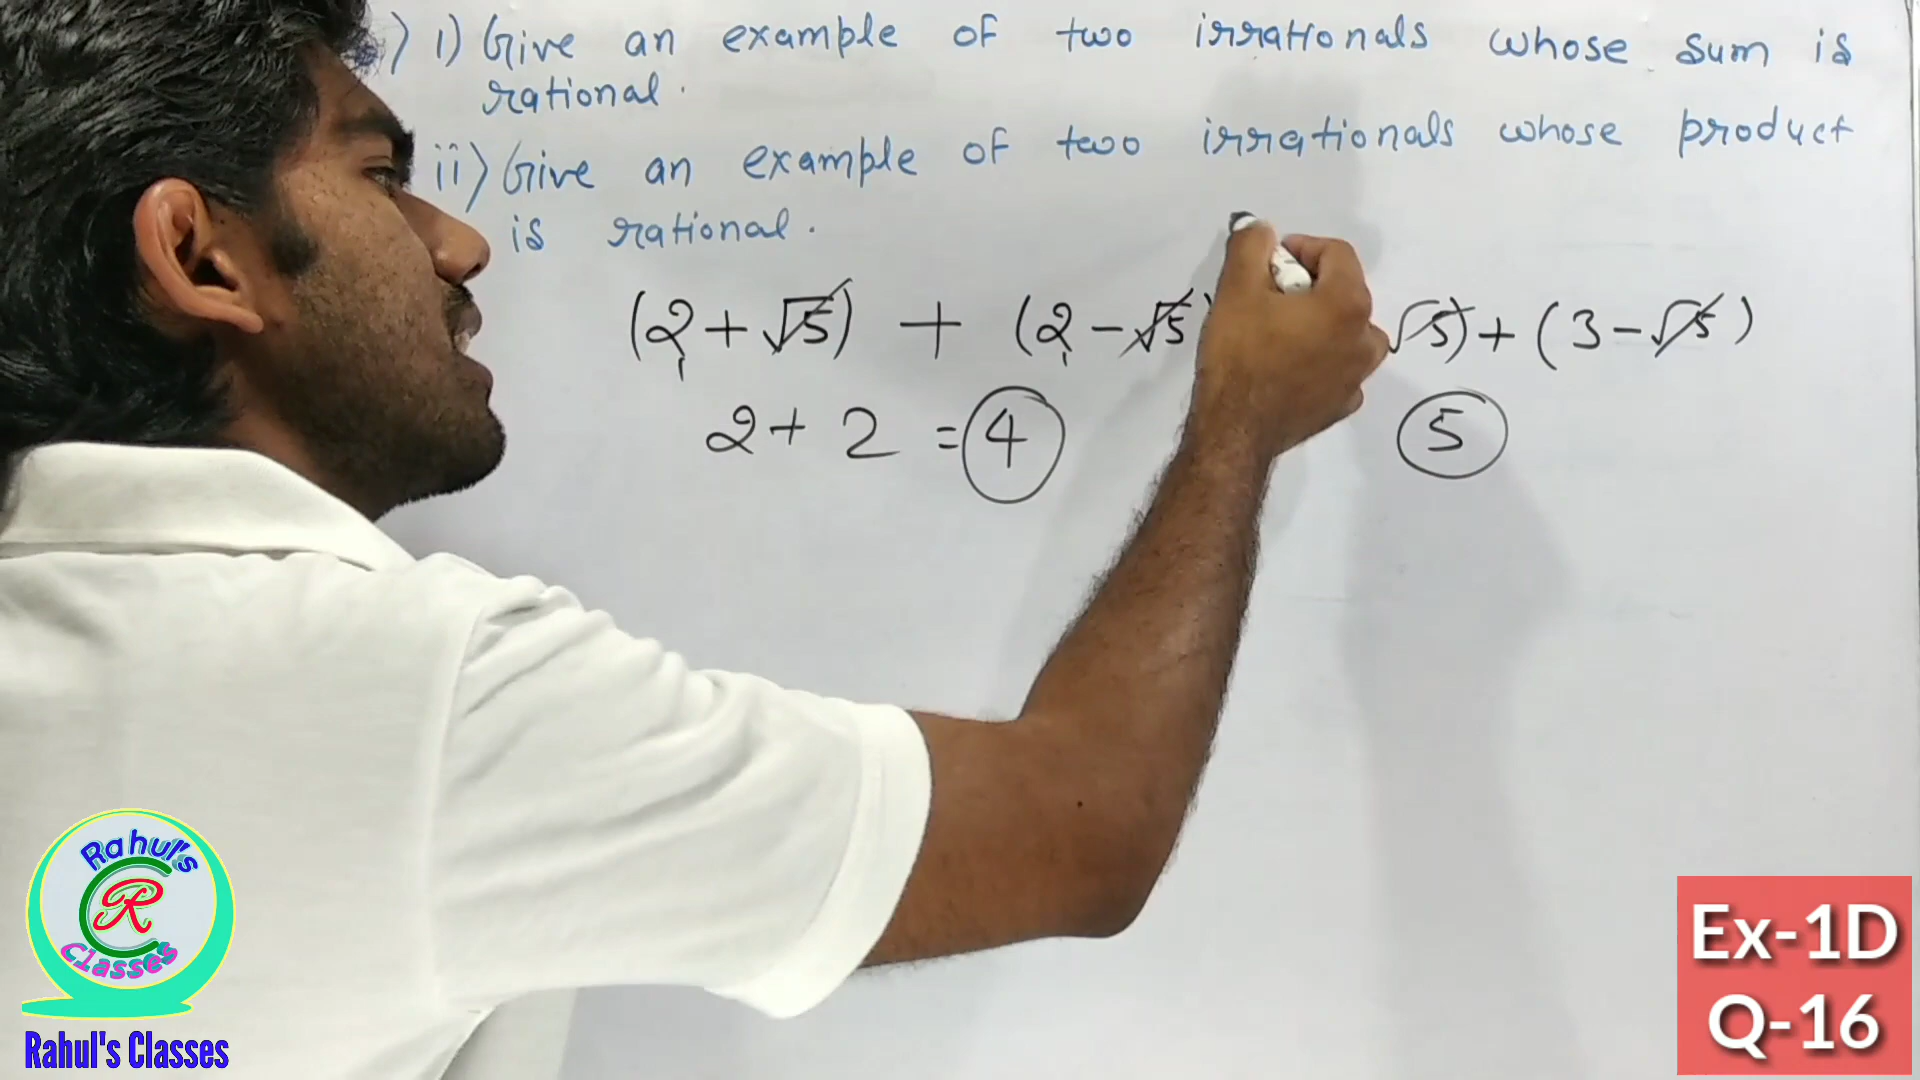 ) i) Give an example of two irrationals whose sum is
rational.
ii) Give an example of two irrationals whose product
is rational.
(2 + √5) + (2 - √5) √5) + (3 - √5)
2 + 2 = 4 5
Rahul's
CR
Classes
Rahul's Classes
Ex-1D
Q-16